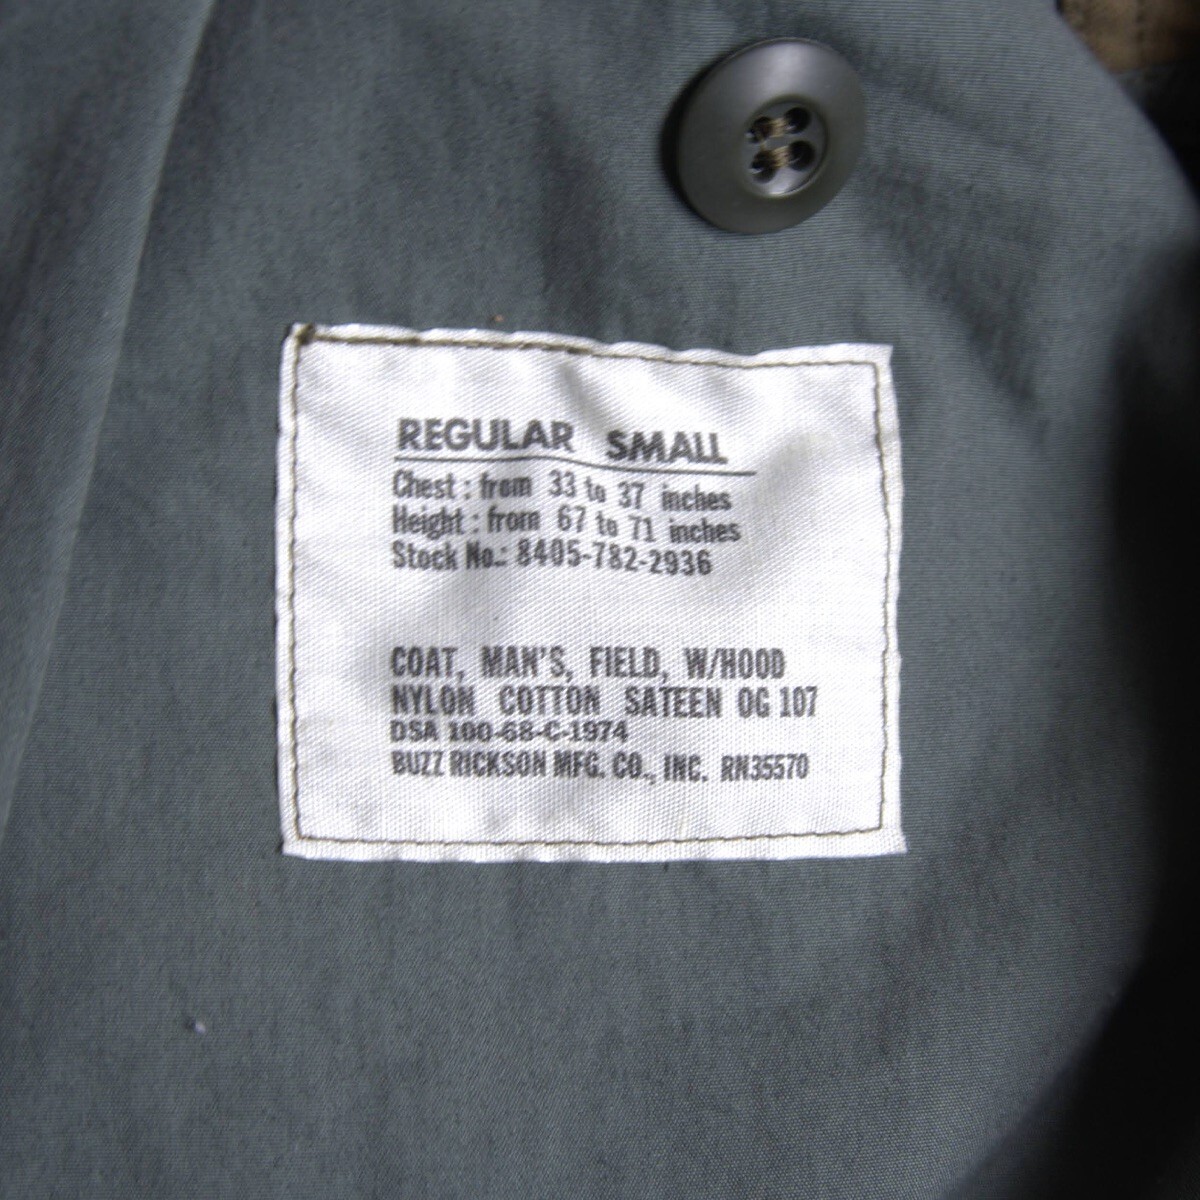 REGULAR SMALL
Chest : from 33 to 37 inches
Height : from 67 to 71 inches
Stock No.: 8405-782-2936
COAT, MAN'S, FIELD, W/HOOD
NYLON COTTON SATEEN OG 107
DSA 100-68-C-1974
BUZZ RICKSON MFG. CO., INC. RN35570